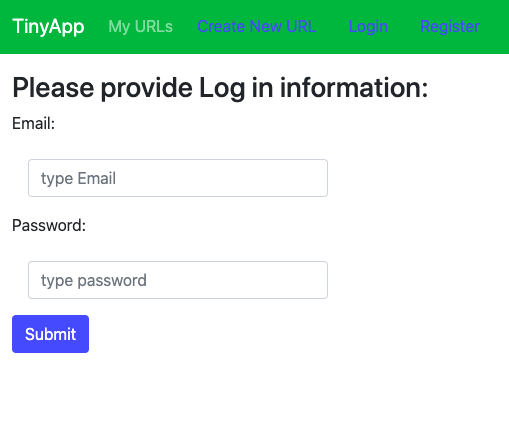 TinyApp My URLs Create New URL Login Register
Please provide Log in information:
Email:
type Email
Password:
type password
Submit